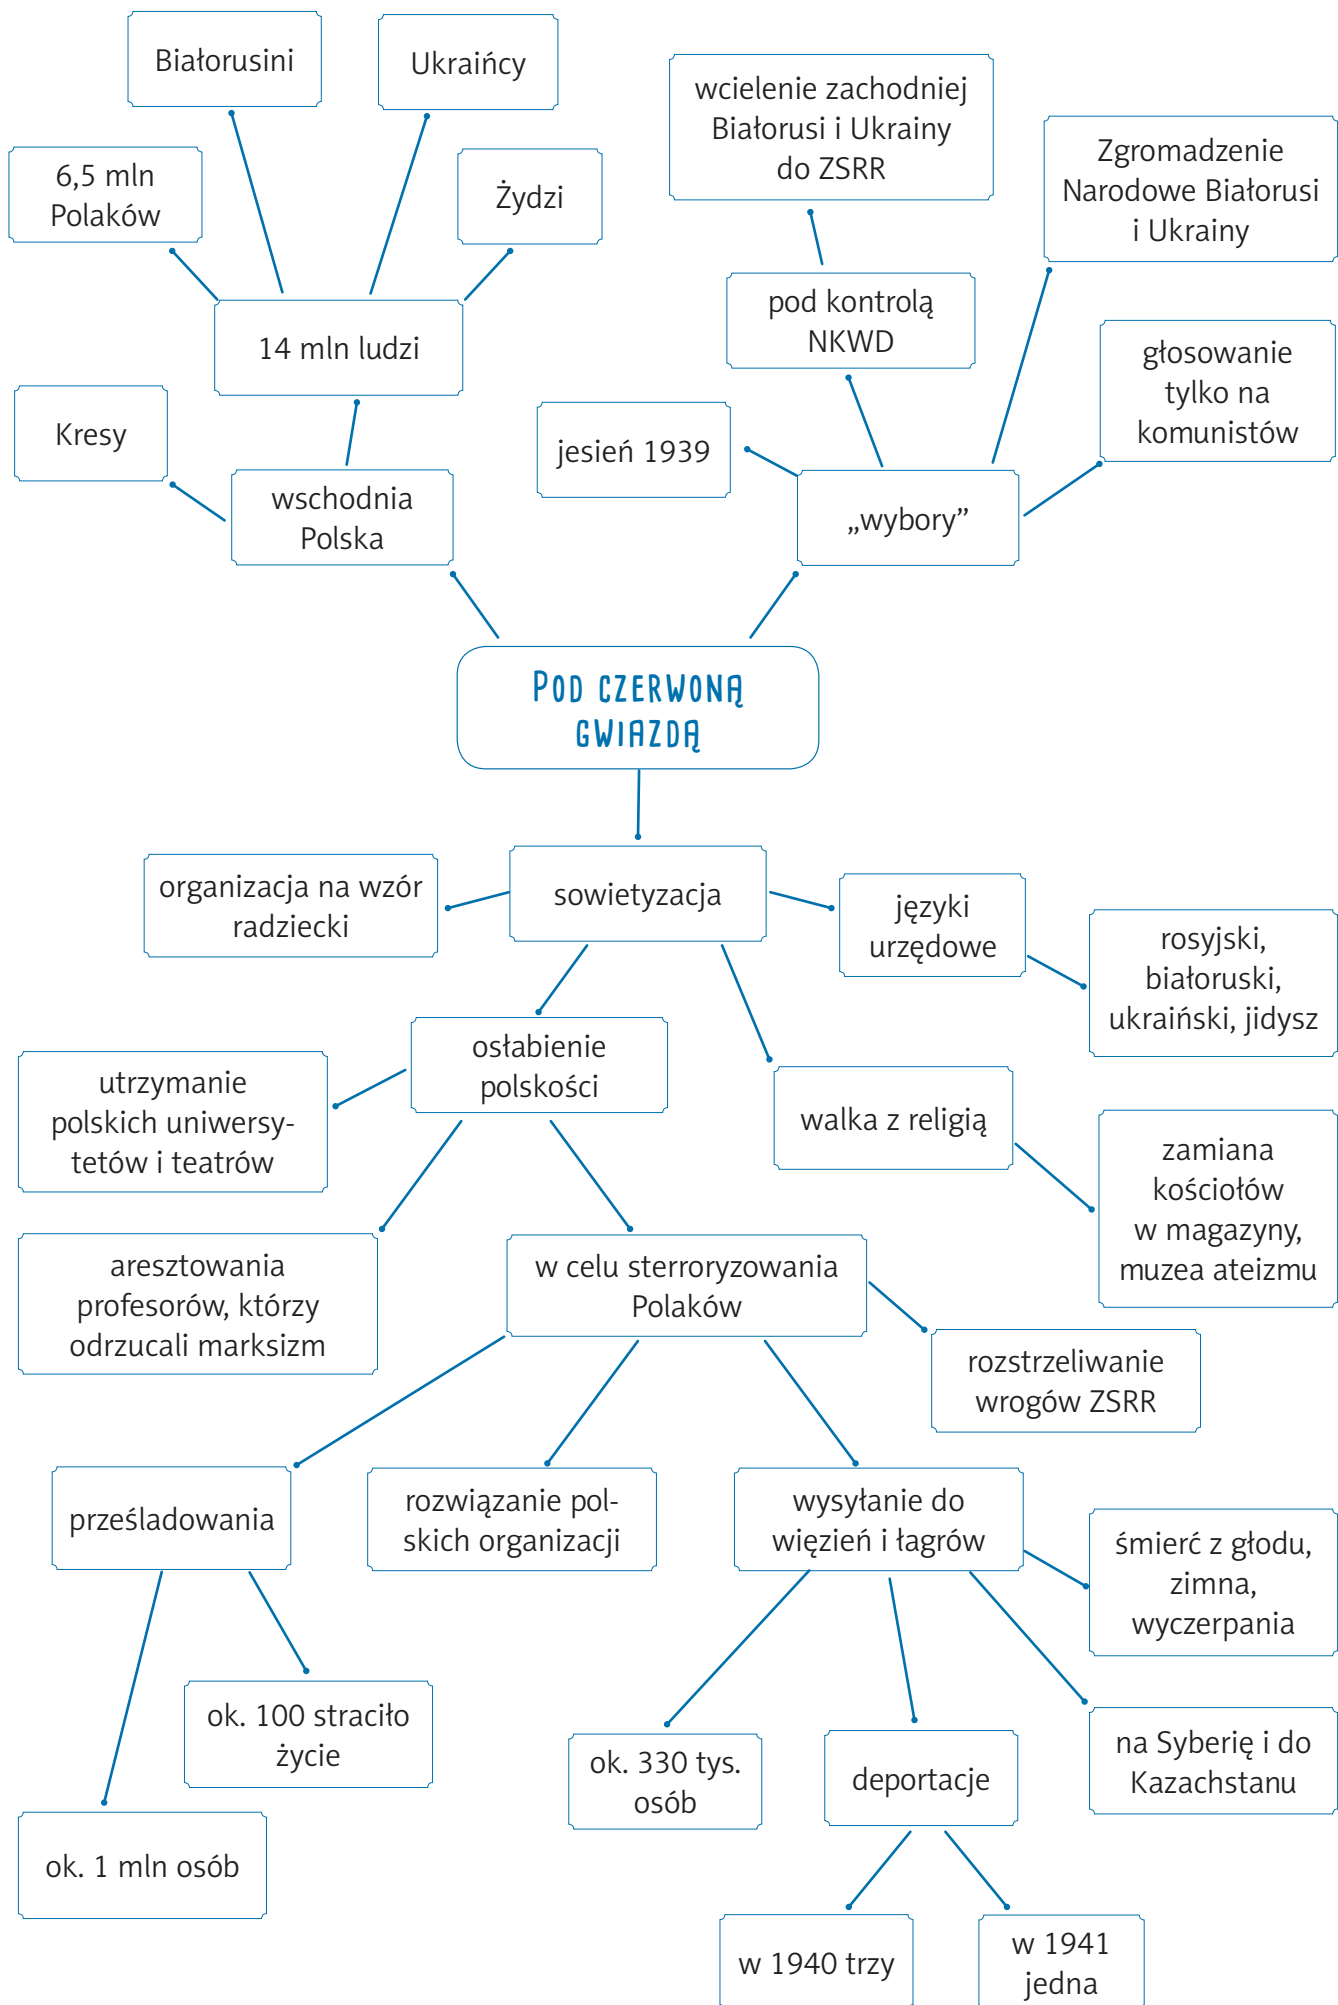 Białorusini
Ukraińcy
6,5 mln
Polaków
Żydzi
14 mln ludzi
Kresy
wschodnia
Polska
wcielenie zachodniej
Białorusi i Ukrainy
do ZSRR
Zgromadzenie
Narodowe Białorusi
i Ukrainy
pod kontrolą
NKWD
głosowanie
tylko na
komunistów
jesień 1939
„wybory”
POD CZERWONĄ
GWIAZDĄ
organizacja na wzór
radziecki
sowietyzacja
języki
urzędowe
rosyjski,
białoruski,
ukraiński, jidysz
osłabienie
polskości
utrzymanie
polskich uniwersy-
tetów i teatrów
walka z religią
zamiana
kościołów
w magazyny,
muzea ateizmu
aresztowania
profesorów, którzy
odrzucali marksizm
w celu sterroryzowania
Polaków
rozstrzeliwanie
wrogów ZSRR
prześladowania
rozwiązanie pol-
skich organizacji
wysyłanie do
więzień i łagrów
śmierć z głodu,
zimna,
wyczerpania
ok. 100 straciło
życie
ok. 1 mln osób
ok. 330 tys.
osób
deportacje
na Syberię i do
Kazachstanu
w 1940 trzy
w 1941
jedna